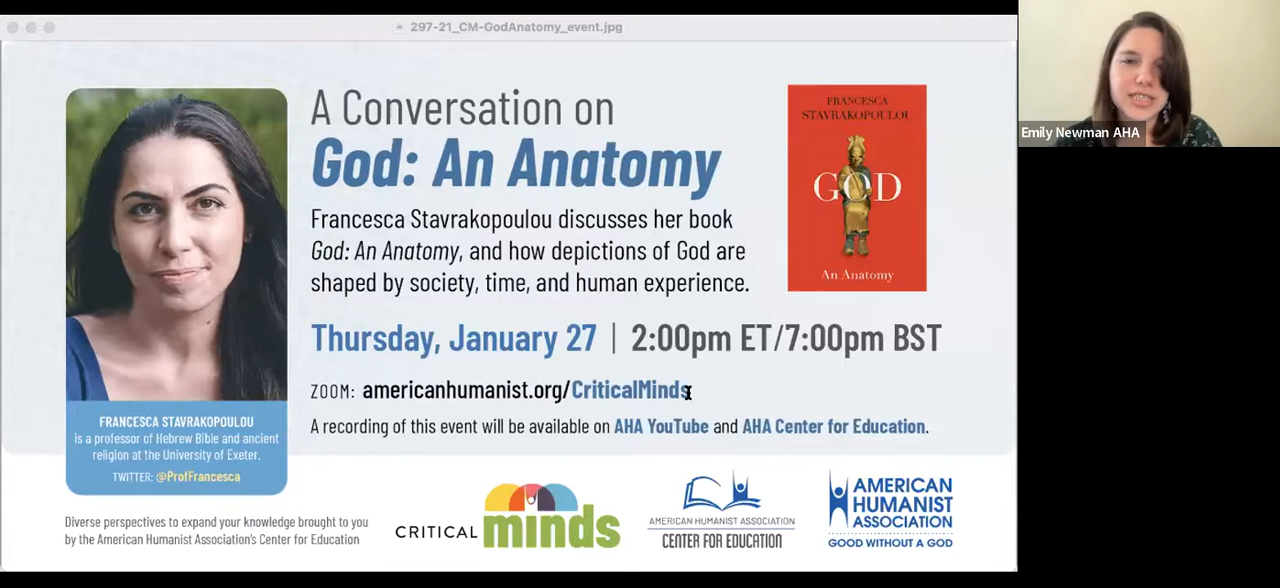 297-21_CM-GodAnatomy_event.jpg
Emily Newman AHA
A Conversation on
God: An Anatomy
Francesca Stavrakopoulou discusses her book
God: An Anatomy, and how depictions of God are
shaped by society, time, and human experience.
Thursday, January 27 | 2:00pm ET/7:00pm BST
ZOOM: americanhumanist.org/CriticalMinds
A recording of this event will be available on AHA YouTube and AHA Center for Education.
FRANCESCA
STAVRAKOPOULOU
GOD
An Anatomy
FRANCESCA STAVRAKOPOULOU
is a professor of Hebrew Bible and ancient
religion at the University of Exeter.
TWITTER: @ProfFrancesca
Diverse perspectives to expand your knowledge brought to you
by the American Humanist Association's Center for Education
CRITICAL minds
AMERICAN HUMANIST ASSOCIATION
CENTER FOR EDUCATION
AMERICAN
HUMANIST
ASSOCIATION
GOOD WITHOUT A GOD